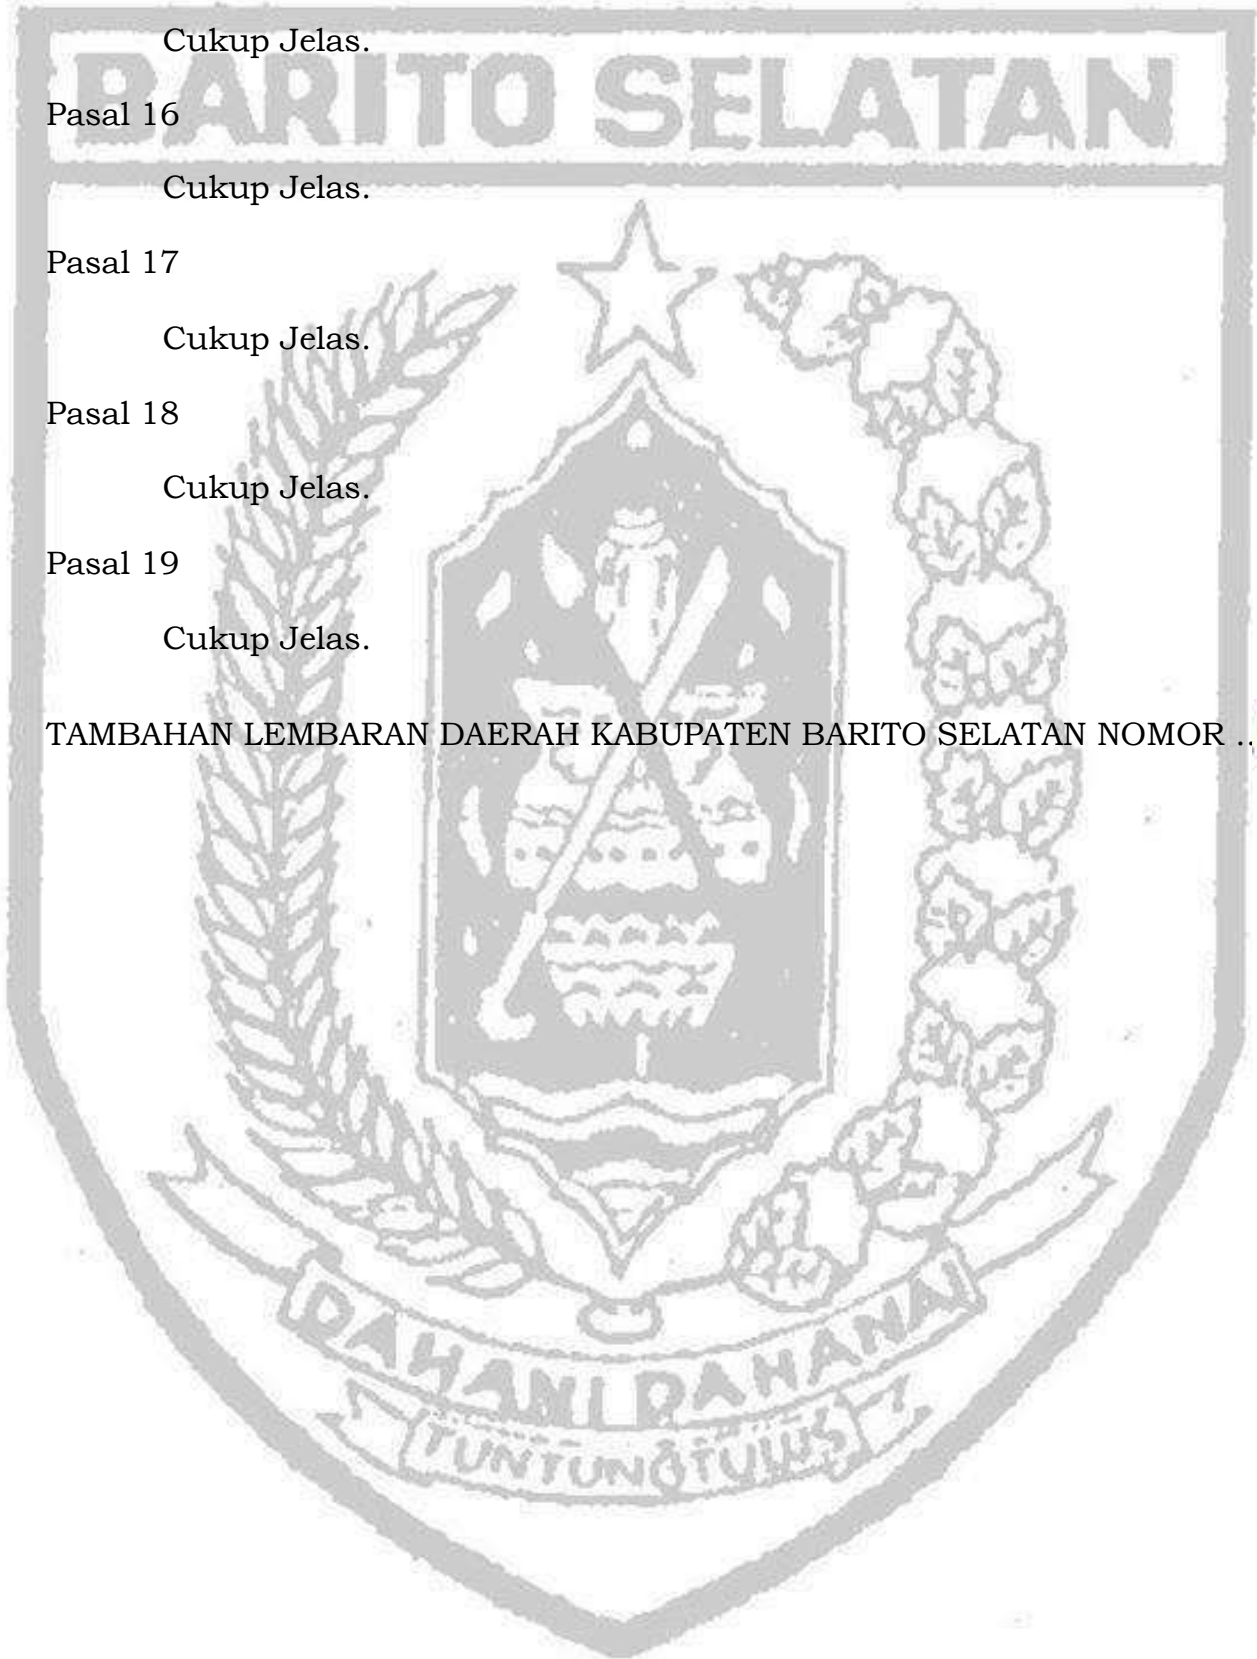 Cukup Jelas.
BARITO SELATAN
Pasal 16
Cukup Jelas.
Pasal 17
Cukup Jelas.
Pasal 18
Cukup Jelas.
Pasal 19
Cukup Jelas.
TAMBAHAN LEMBARAN DAERAH KABUPATEN BARITO SELATAN NOMOR ..
DAHANI DAHANAI
TUNTUNG TULUS